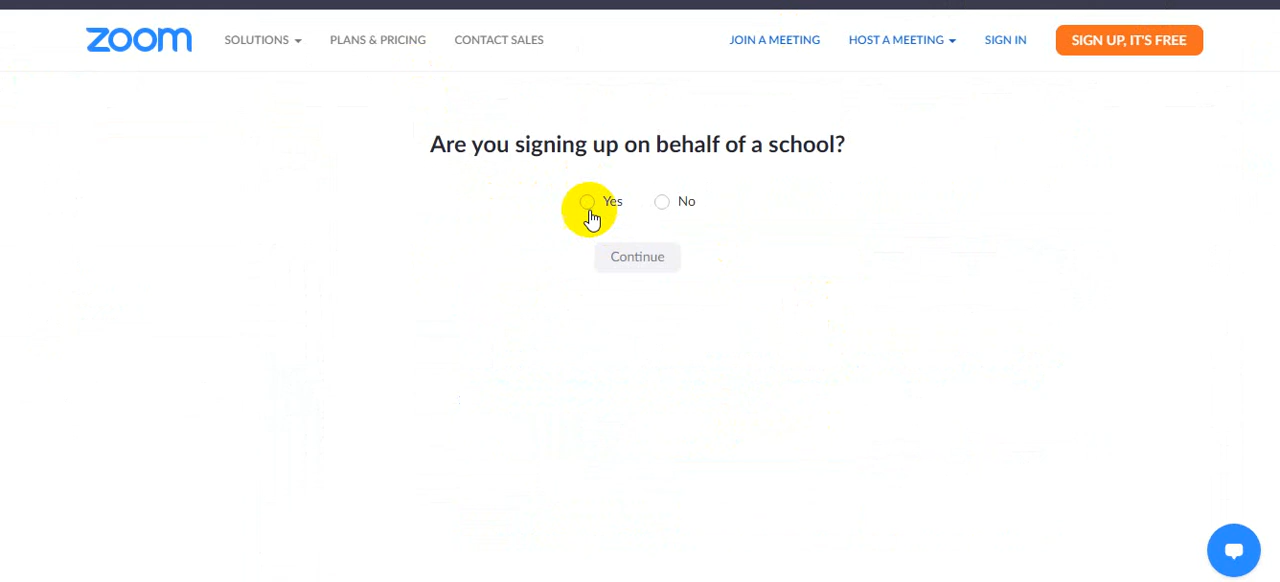 zoom SOLUTIONS PLANS & PRICING CONTACT SALES JOIN A MEETING HOST A MEETING SIGN IN SIGN UP, IT'S FREE
Are you signing up on behalf of a school?
Yes No
Continue